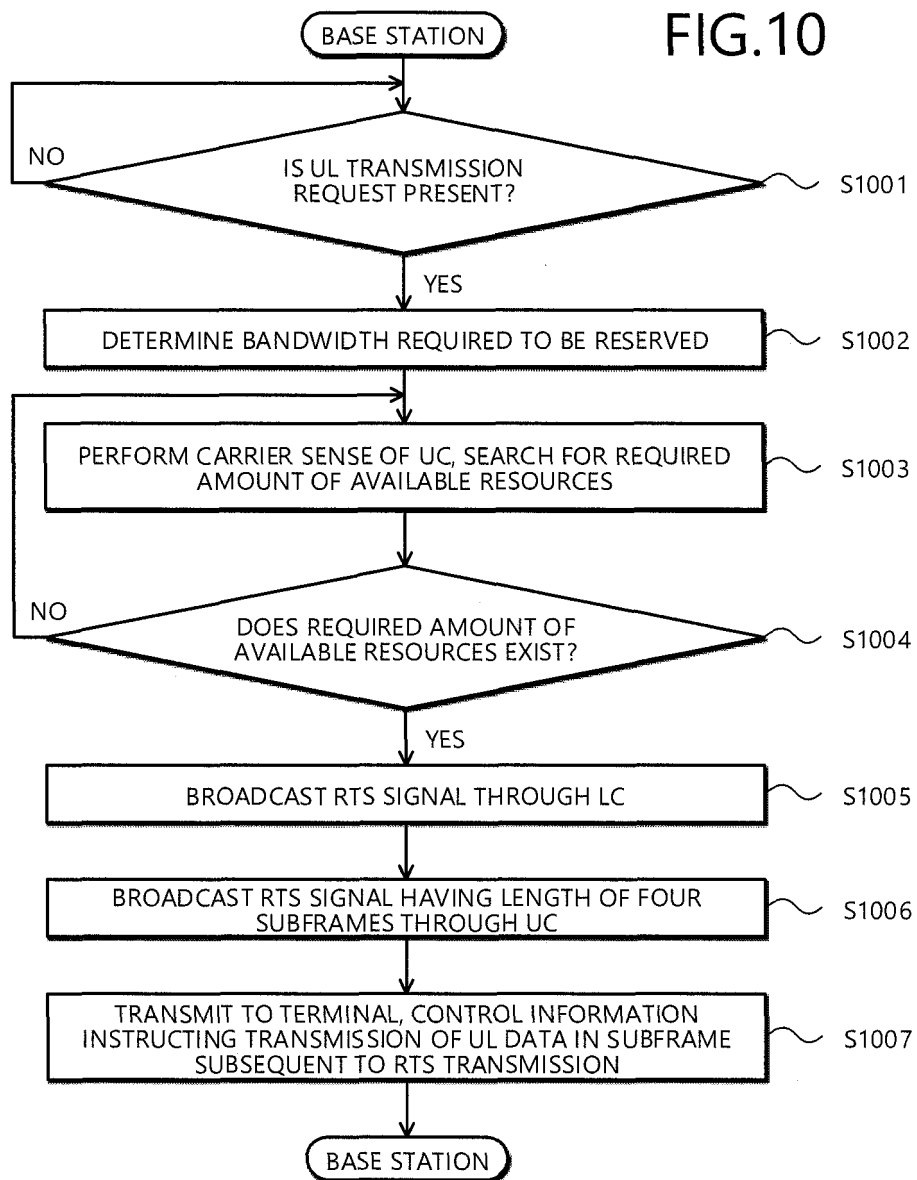 FIG.10
BASE STATION
IS UL TRANSMISSION
REQUEST PRESENT?
NO
S1001
YES
DETERMINE BANDWIDTH REQUIRED TO BE RESERVED
S1002
PERFORM CARRIER SENSE OF UC, SEARCH FOR REQUIRED
AMOUNT OF AVAILABLE RESOURCES
S1003
NO
DOES REQUIRED AMOUNT OF
AVAILABLE RESOURCES EXIST?
S1004
YES
BROADCAST RTS SIGNAL THROUGH LC
S1005
BROADCAST RTS SIGNAL HAVING LENGTH OF FOUR
SUBFRAMES THROUGH UC
S1006
TRANSMIT TO TERMINAL, CONTROL INFORMATION
INSTRUCTING TRANSMISSION OF UL DATA IN SUBFRAME
SUBSEQUENT TO RTS TRANSMISSION
S1007
BASE STATION